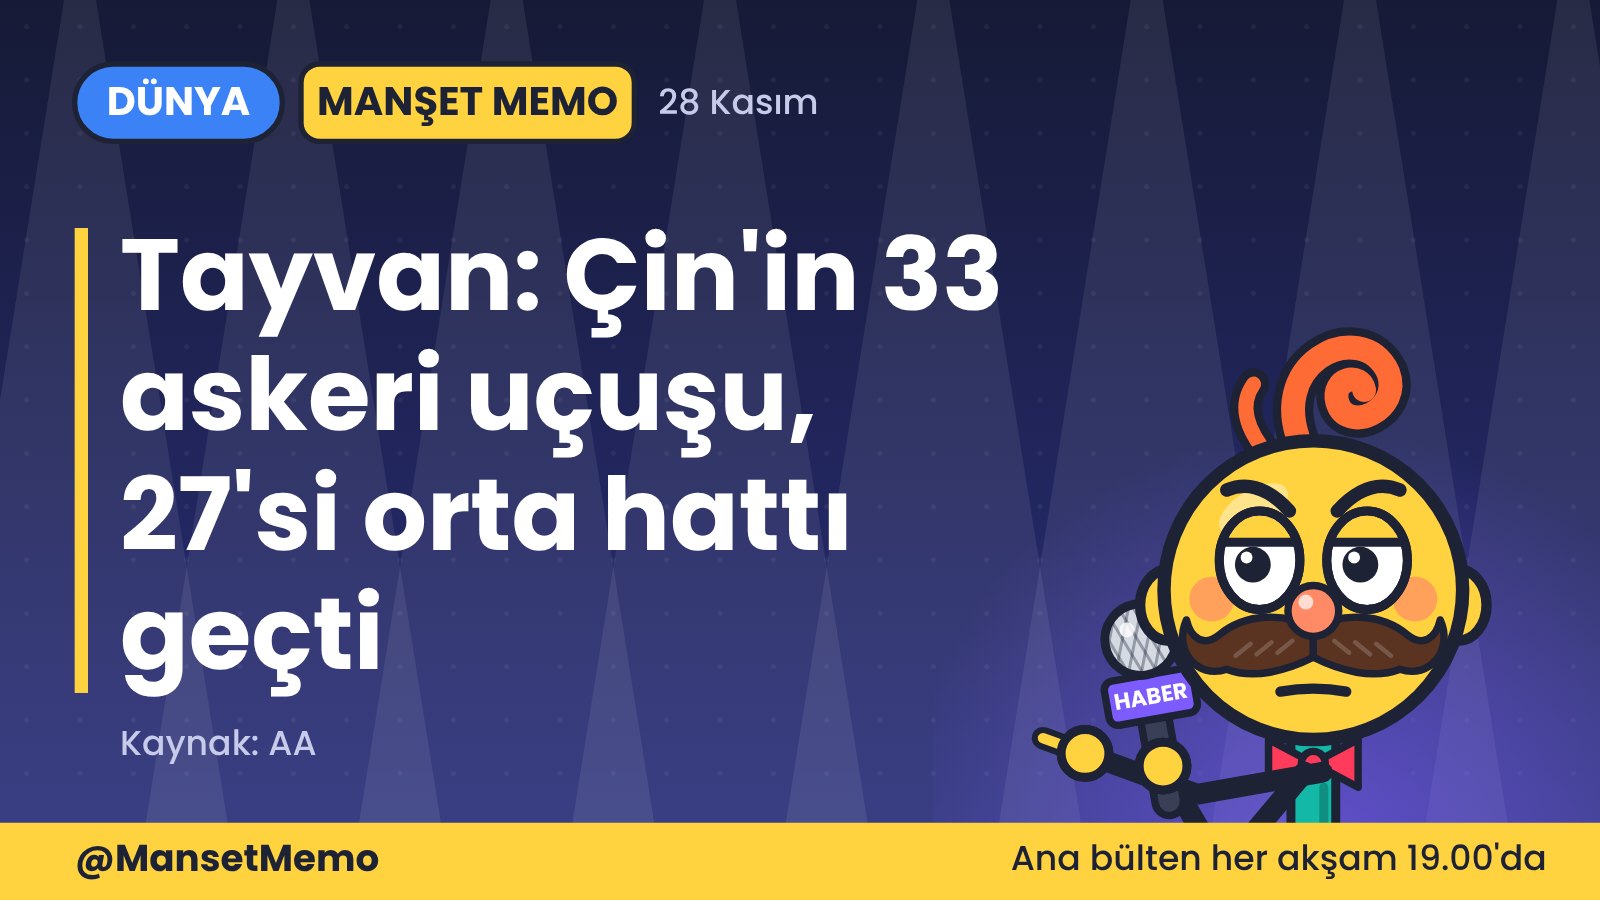 DÜNYA MANŞET MEMO 28 Kasım
Tayvan: Çin'in 33
askeri uçuşu,
27'si orta hattı
geçti
Kaynak: AA
HABER
@MansetMemo
Ana bülten her akşam 19.00'da